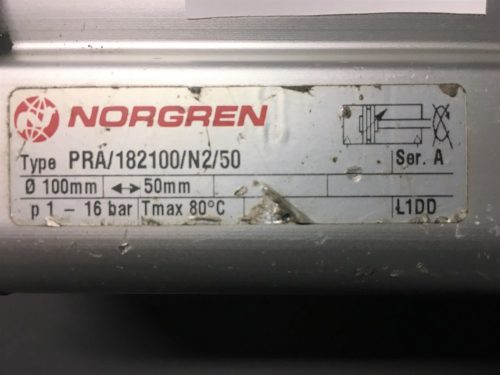 NORGREN
Type PRA/182100/N2/50 Ser. A
Ø 100mm ↔ 50mm
p 1 – 16 bar Tmax 80°C L1DD